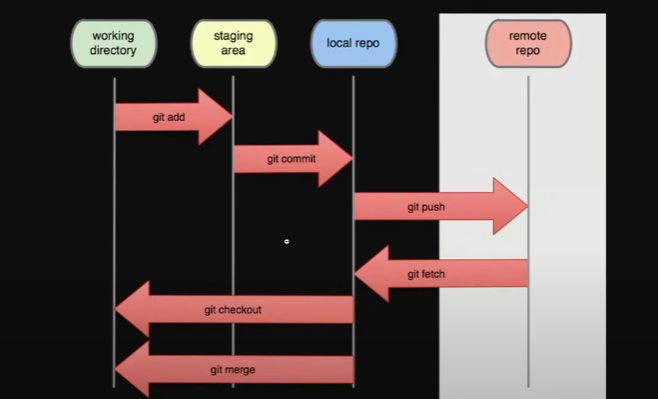 working
directory
staging
area
local repo
remote
repo
git add
git commit
git push
git fetch
git checkout
git merge